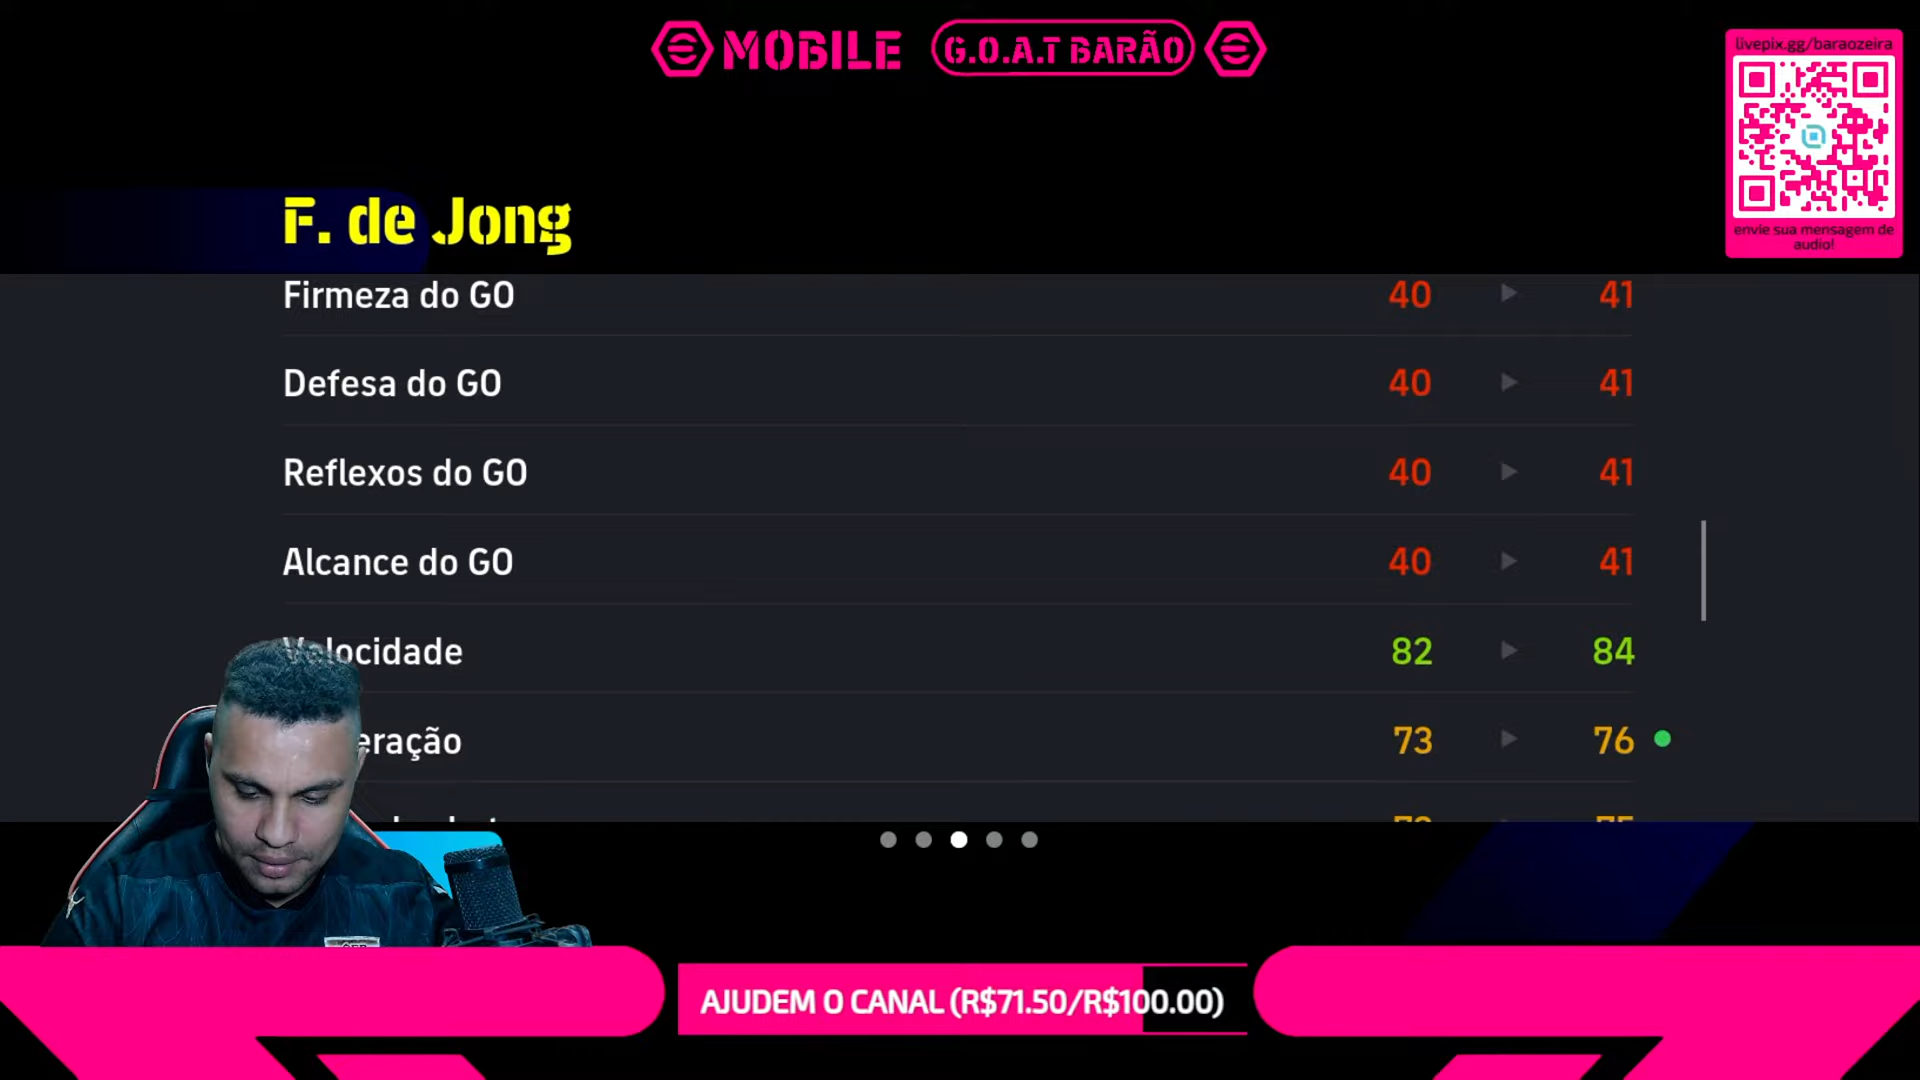 MOBILE G.O.A.T BARÃO
livepix.gg/baraozeira
envie sua mensagem de
audio!
F. de Jong
Firmeza do GO 40 41
Defesa do GO 40 41
Reflexos do GO 40 41
Alcance do GO 40 41
Velocidade 82 84
eração 73 76
AJUDEM O CANAL (R$71.50/R$100.00)